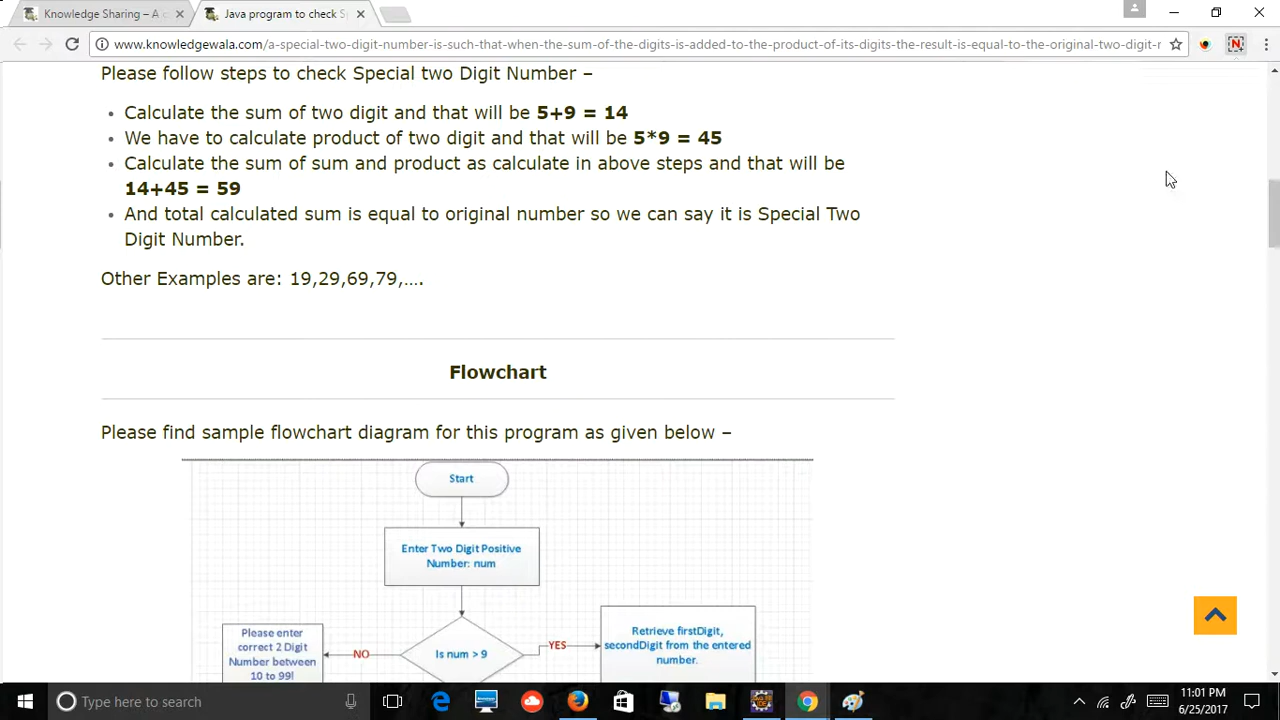 Knowledge Sharing – A c
Java program to check S
www.knowledgewala.com/a-special-two-digit-number-is-such-that-when-the-sum-of-the-digits-is-added-to-the-product-of-its-digits-the-result-is-equal-to-the-original-two-digit-r
Please follow steps to check Special two Digit Number –
• Calculate the sum of two digit and that will be 5+9 = 14
• We have to calculate product of two digit and that will be 5*9 = 45
• Calculate the sum of sum and product as calculate in above steps and that will be
14+45 = 59
• And total calculated sum is equal to original number so we can say it is Special Two
Digit Number.
Other Examples are: 19,29,69,79,....
Flowchart
Please find sample flowchart diagram for this program as given below –
Start
Enter Two Digit Positive
Number: num
Is num > 9
NO
Please enter
correct 2 Digit
Number between
10 to 99!
YES
Retrieve firstDigit,
secondDigit from the entered
number.
Type here to search
11:01 PM
6/25/2017